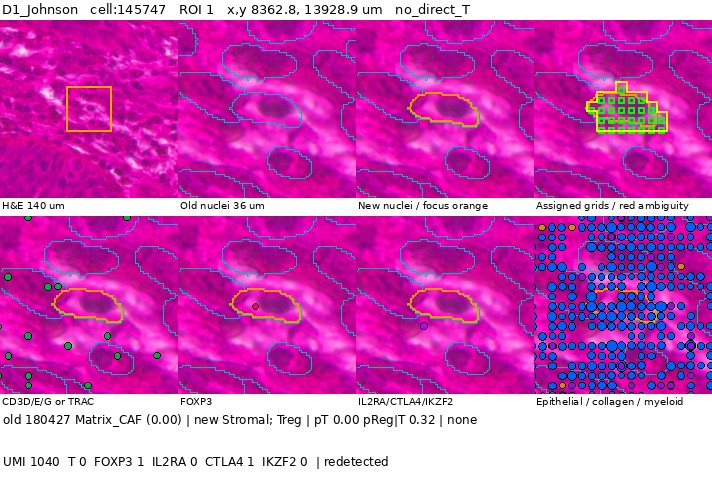 D1_Johnson cell:145747 ROI 1 x,y 8362.8, 13928.9 um no_direct_T
H&E 140 um
Old nuclei 36 um
New nuclei / focus orange
Assigned grids / red ambiguity
CD3D/E/G or TRAC
FOXP3
IL2RA/CTLA4/IKZF2
Epithelial / collagen / myeloid
old 180427 Matrix_CAF (0.00) | new Stromal; Treg | pT 0.00 pReg|T 0.32 | none
UMI 1040 T 0 FOXP3 1 IL2RA 0 CTLA4 1 IKZF2 0 | redetected